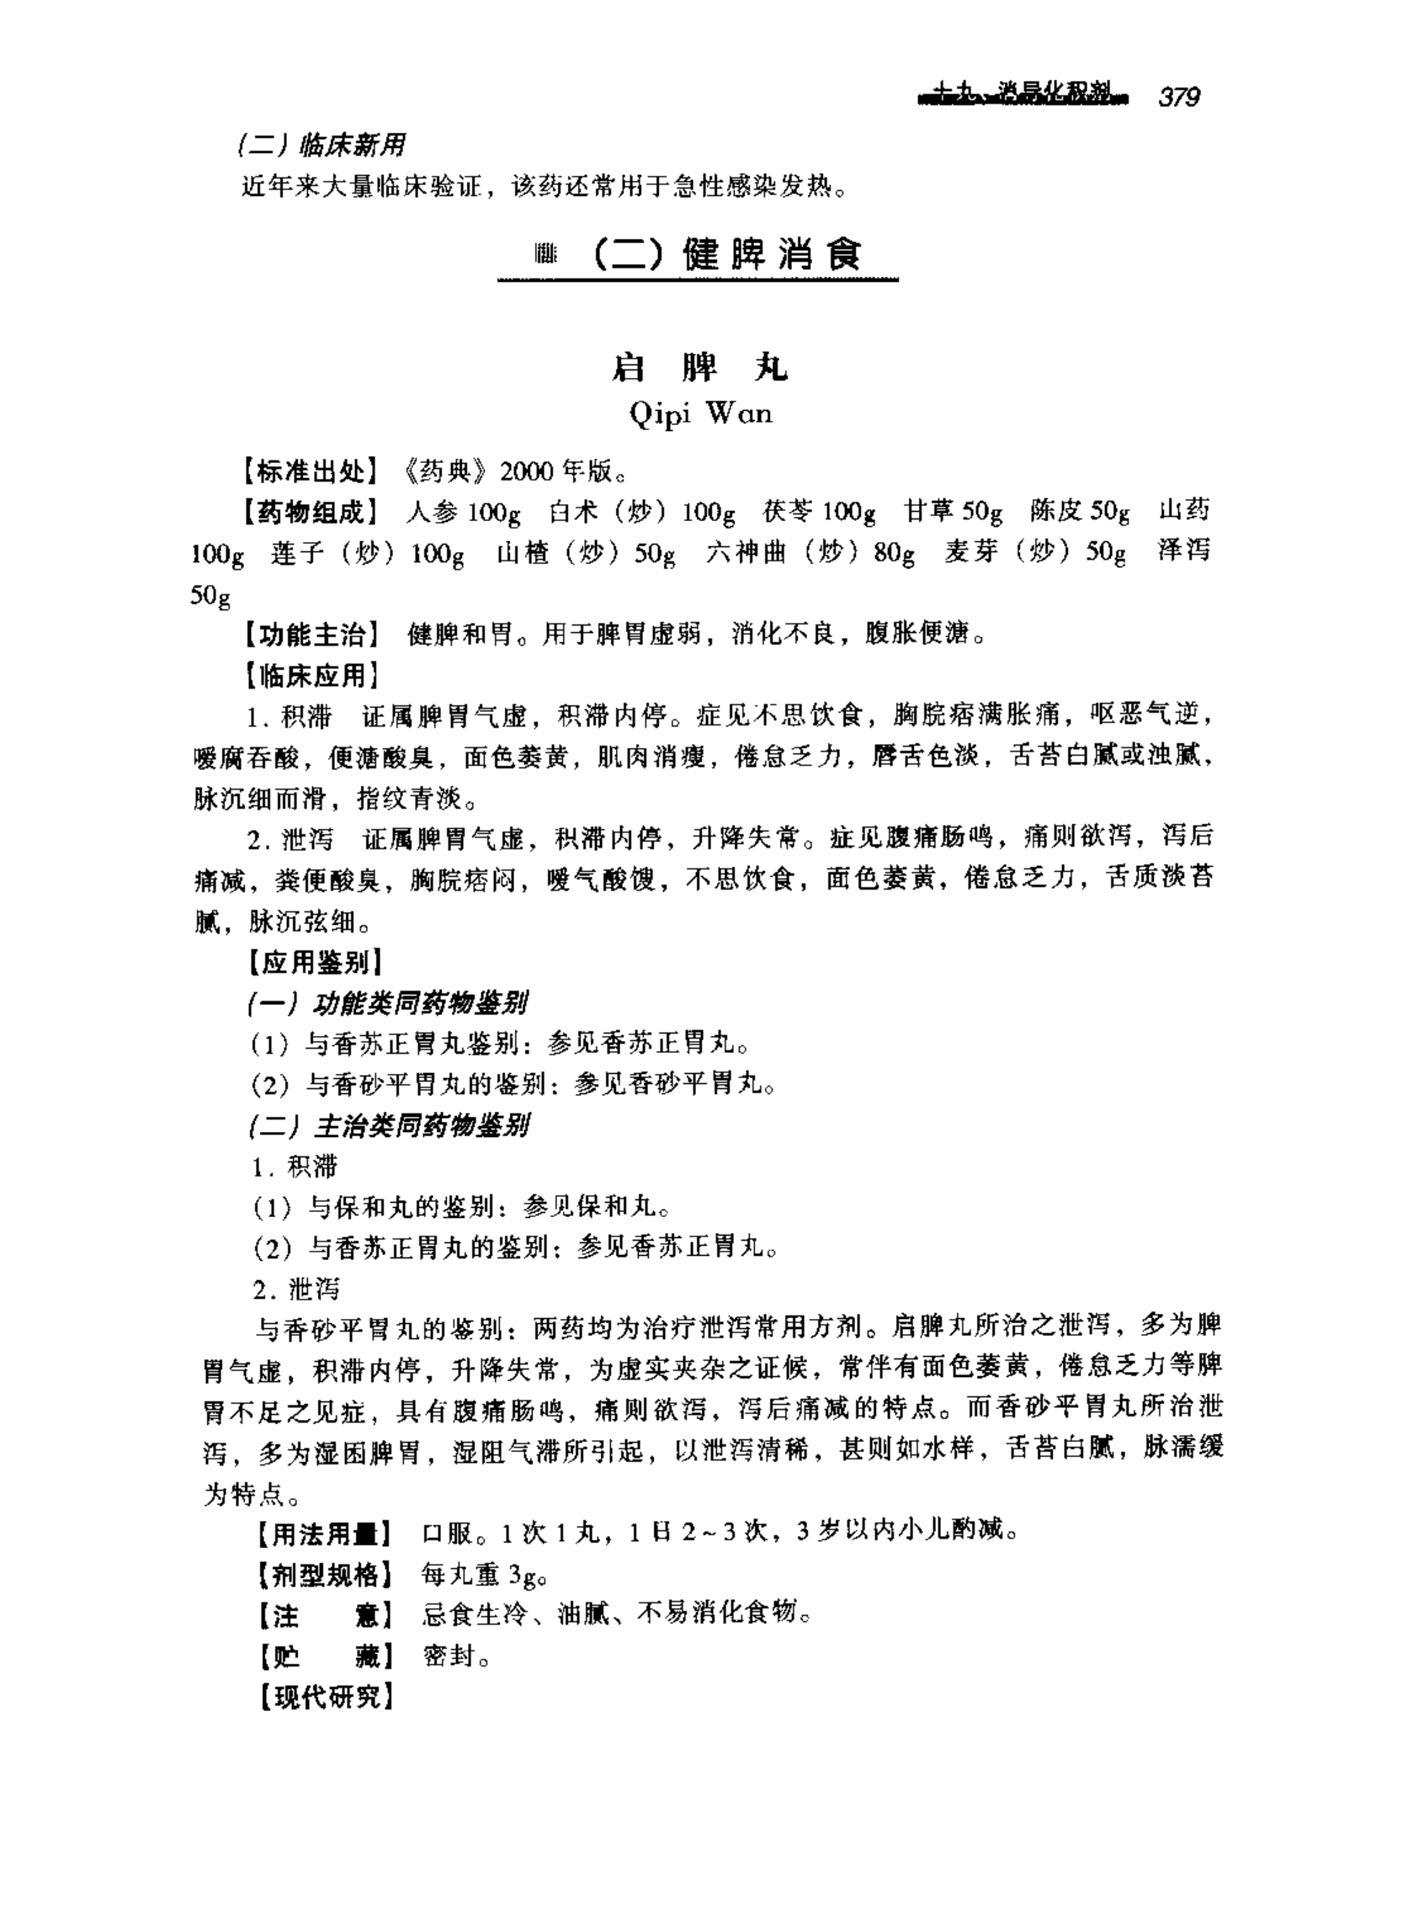 十九、消导化积剂 379
(二)临床新用
近年来大量临床验证，该药还常用于急性感染发热。
(二)健脾消食
启脾丸
Qipi Wan
【标准出处】《药典》2000年版。
【药物组成】 人参100g 白术(炒)100g 茯苓100g 甘草50g 陈皮50g 山药
100g 莲子(炒)100g 山楂(炒)50g 六神曲(炒)80g 麦芽(炒)50g 泽泻
50g
【功能主治】 健脾和胃。用于脾胃虚弱，消化不良，腹胀便溏。
【临床应用】
1. 积滞 证属脾胃气虚，积滞内停。症见不思饮食，胸脘痞满胀痛，呕恶气逆，
嗳腐吞酸，便溏酸臭，面色萎黄，肌肉消瘦，倦怠乏力，唇舌色淡，舌苔白腻或浊腻，
脉沉细而滑，指纹青淡。
2. 泄泻 证属脾胃气虚，积滞内停，升降失常。症见腹痛肠鸣，痛则欲泻，泻后
痛减，粪便酸臭，胸脘痞闷，嗳气酸馊，不思饮食，面色萎黄，倦怠乏力，舌质淡苔
腻，脉沉弦细。
【应用鉴别】
(一)功能类同药物鉴别
(1)与香苏正胃丸鉴别：参见香苏正胃丸。
(2)与香砂平胃丸的鉴别：参见香砂平胃丸。
(二)主治类同药物鉴别
1. 积滞
(1)与保和丸的鉴别：参见保和丸。
(2)与香苏正胃丸的鉴别：参见香苏正胃丸。
2. 泄泻
与香砂平胃丸的鉴别：两药均为治疗泄泻常用方剂。启脾丸所治之泄泻，多为脾
胃气虚，积滞内停，升降失常，为虚实夹杂之证候，常伴有面色萎黄，倦怠乏力等脾
胃不足之见症，具有腹痛肠鸣，痛则欲泻，泻后痛减的特点。而香砂平胃丸所治泄
泻，多为湿困脾胃，湿阻气滞所引起，以泄泻清稀，甚则如水样，舌苔白腻，脉濡缓
为特点。
【用法用量】 口服。1次1丸，1日2~3次，3岁以内小儿酌减。
【剂型规格】 每丸重3g。
【注 意】 忌食生冷、油腻、不易消化食物。
【贮 藏】 密封。
【现代研究】